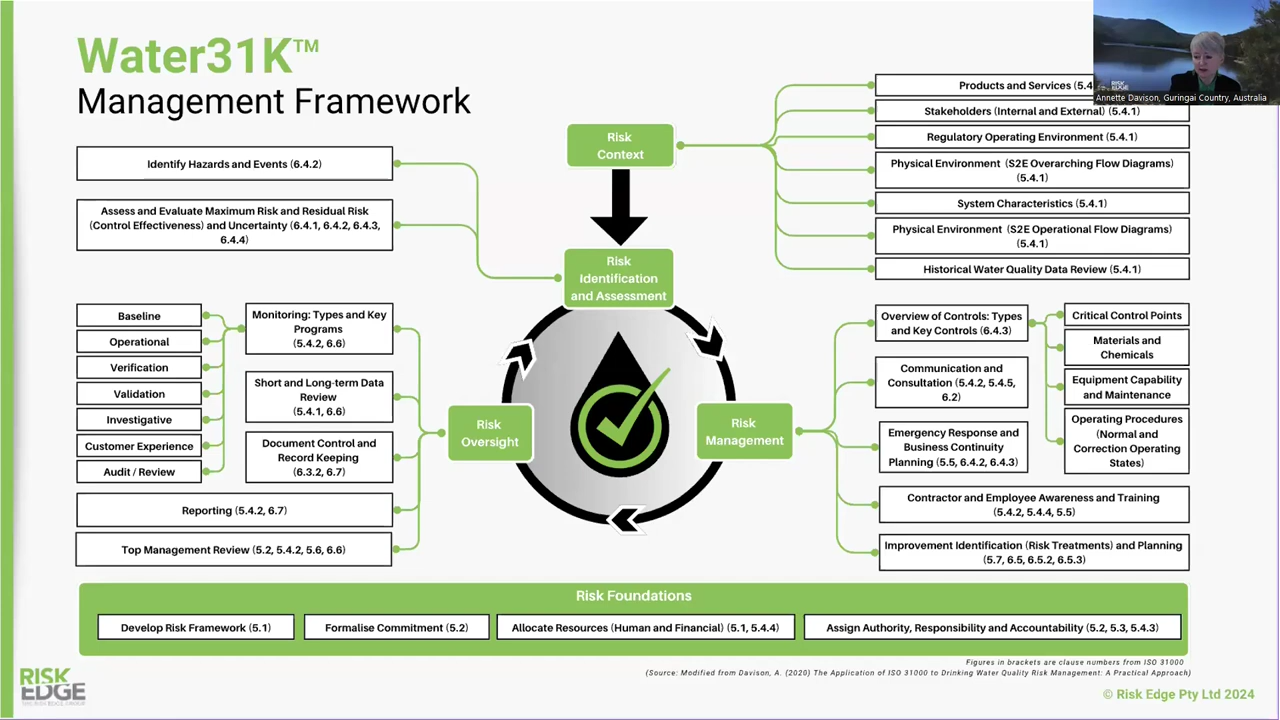 Water31K™
Management Framework
RISK
EDGE
Annette Davison, Guringai Country, Australia
Risk
Context
Products and Services (5.4
Stakeholders (Internal and External) (5.4.1)
Regulatory Operating Environment (5.4.1)
Physical Environment (S2E Overarching Flow Diagrams)
(5.4.1)
System Characteristics (5.4.1)
Physical Environment (S2E Operational Flow Diagrams)
(5.4.1)
Historical Water Quality Data Review (5.4.1)
Identify Hazards and Events (6.4.2)
Assess and Evaluate Maximum Risk and Residual Risk
(Control Effectiveness) and Uncertainty (6.4.1, 6.4.2, 6.4.3,
6.4.4)
Risk
Identification
and Assessment
Baseline
Operational
Verification
Validation
Investigative
Customer Experience
Audit / Review
Monitoring: Types and Key
Programs
(5.4.2, 6.6)
Short and Long-term Data
Review
(5.4.1, 6.6)
Document Control and
Record Keeping
(6.3.2, 6.7)
Reporting (5.4.2, 6.7)
Top Management Review (5.2, 5.4.2, 5.6, 6.6)
Risk
Oversight
Risk
Management
Overview of Controls: Types
and Key Controls (6.4.3)
Communication and
Consultation (5.4.2, 5.4.5,
6.2)
Emergency Response and
Business Continuity
Planning (5.5, 6.4.2, 6.4.3)
Contractor and Employee Awareness and Training
(5.4.2, 5.4.4, 5.5)
Improvement Identification (Risk Treatments) and Planning
(5.7, 6.5, 6.5.2, 6.5.3)
Critical Control Points
Materials and
Chemicals
Equipment Capability
and Maintenance
Operating Procedures
(Normal and
Correction Operating
States)
Risk Foundations
Develop Risk Framework (5.1)
Formalise Commitment (5.2)
Allocate Resources (Human and Financial) (5.1, 5.4.4)
Assign Authority, Responsibility and Accountability (5.2, 5.3, 5.4.3)
Figures in brackets are clause numbers from ISO 31000
(Source: Modified from Davison, A. (2020) The Application of ISO 31000 to Drinking Water Quality Risk Management: A Practical Approach)
RISK
EDGE
THE RISK EDGE GROUP
© Risk Edge Pty Ltd 2024